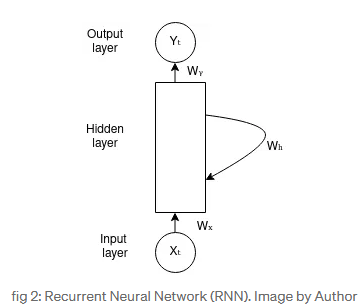 Output
layer
Yt
Wy
Hidden
layer
Wh
Wx
Input
layer
Xt
fig 2: Recurrent Neural Network (RNN). Image by Author